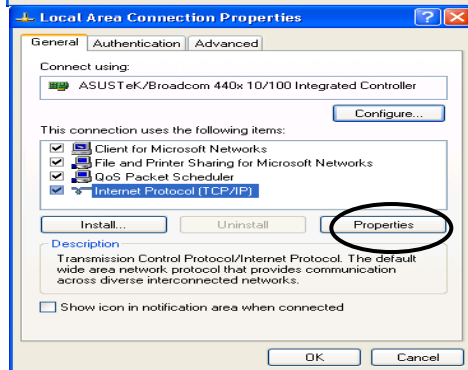 Local Area Connection Properties
General Authentication Advanced
Connect using:
ASUSTeK/Broadcom 440x 10/100 Integrated Controller
Configure...
This connection uses the following items:
Client for Microsoft Networks
File and Printer Sharing for Microsoft Networks
QoS Packet Scheduler
Internet Protocol (TCP/IP)
Install... Uninstall Properties
Description
Transmission Control Protocol/Internet Protocol. The default
wide area network protocol that provides communication
across diverse interconnected networks.
Show icon in notification area when connected
OK Cancel